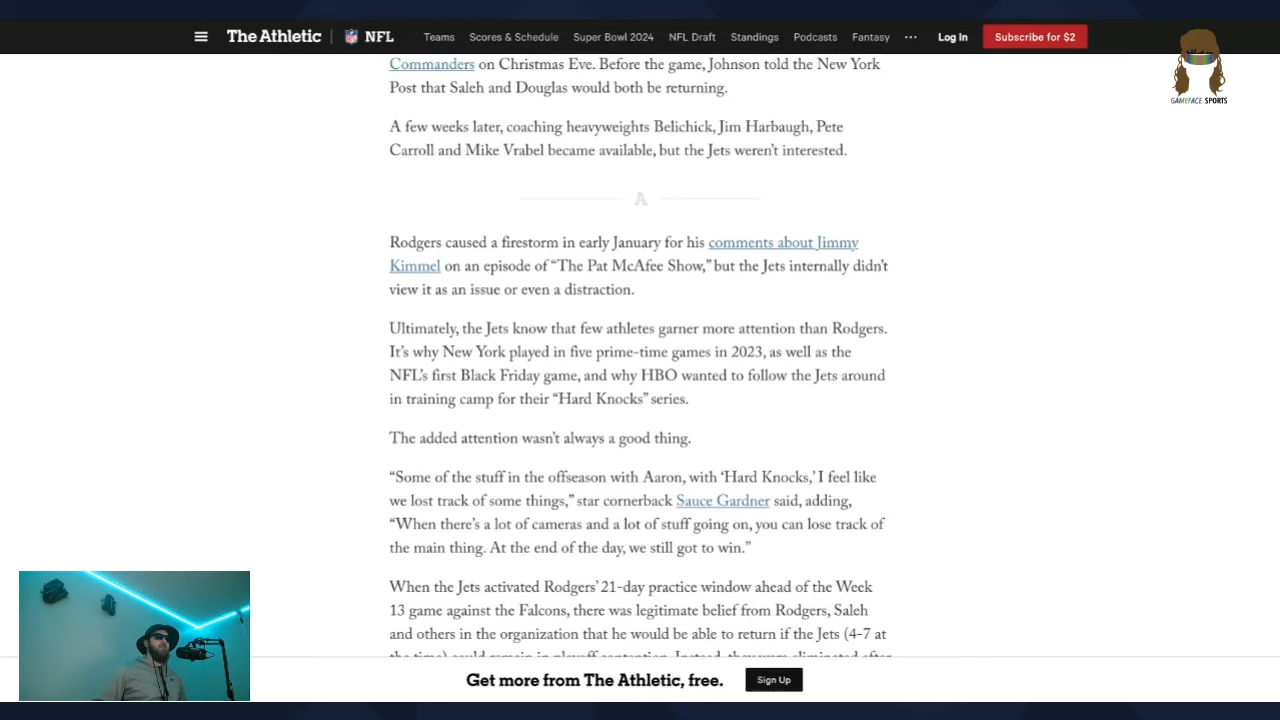 The Athletic NFL Teams Scores & Schedule Super Bowl 2024 NFL Draft Standings Podcasts Fantasy ••• Log In Subscribe for $2
GAMEFACE SPORTS
Commanders on Christmas Eve. Before the game, Johnson told the New York
Post that Saleh and Douglas would both be returning.
A few weeks later, coaching heavyweights Belichick, Jim Harbaugh, Pete
Carroll and Mike Vrabel became available, but the Jets weren't interested.
A
Rodgers caused a firestorm in early January for his comments about Jimmy
Kimmel on an episode of “The Pat McAfee Show,” but the Jets internally didn't
view it as an issue or even a distraction.
Ultimately, the Jets know that few athletes garner more attention than Rodgers.
It's why New York played in five prime-time games in 2023, as well as the
NFL's first Black Friday game, and why HBO wanted to follow the Jets around
in training camp for their “Hard Knocks” series.
The added attention wasn't always a good thing.
“Some of the stuff in the offseason with Aaron, with ‘Hard Knocks,’ I feel like
we lost track of some things,” star cornerback Sauce Gardner said, adding,
“When there's a lot of cameras and a lot of stuff going on, you can lose track of
the main thing. At the end of the day, we still got to win.”
When the Jets activated Rodgers' 21-day practice window ahead of the Week
13 game against the Falcons, there was legitimate belief from Rodgers, Saleh
and others in the organization that he would be able to return if the Jets (4-7 at
the time) could remain in playoff contention. Instead, they were eliminated after
Get more from The Athletic, free. Sign Up